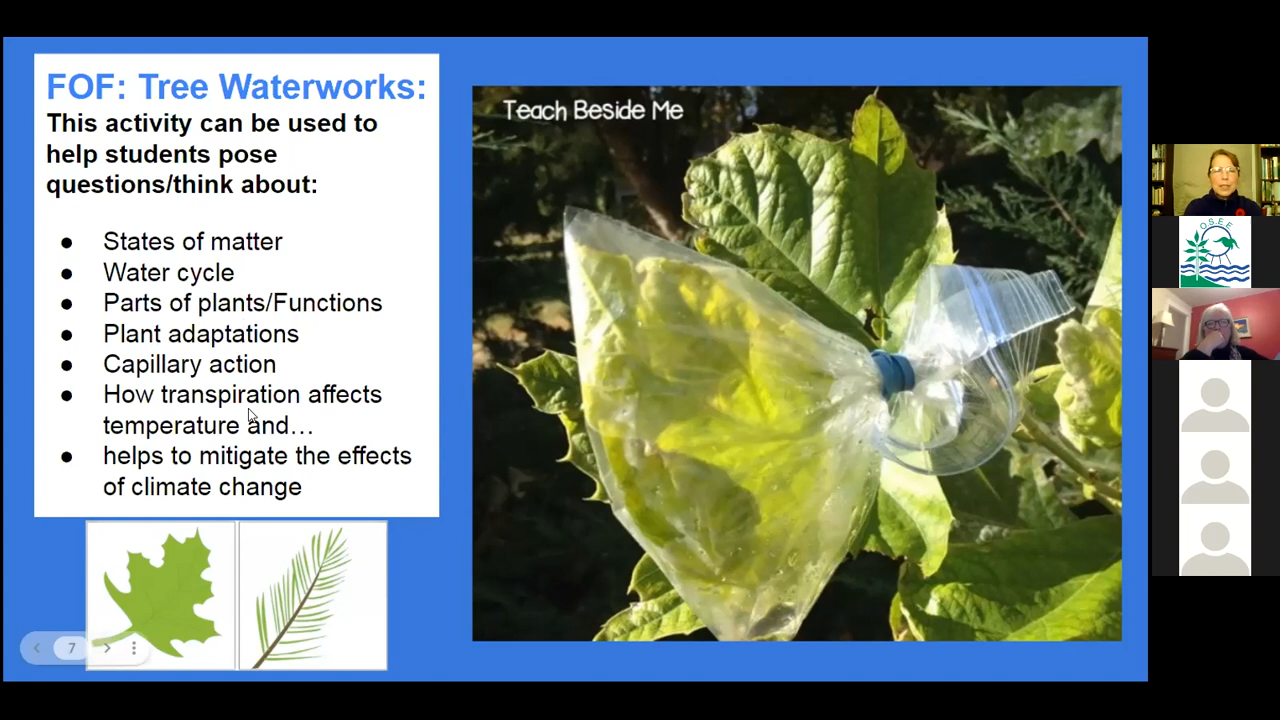 FOF: Tree Waterworks:
This activity can be used to
help students pose
questions/think about:
● States of matter
● Water cycle
● Parts of plants/Functions
● Plant adaptations
● Capillary action
● How transpiration affects
temperature and…
● helps to mitigate the effects
of climate change
7
Teach Beside Me
O.S.E.E